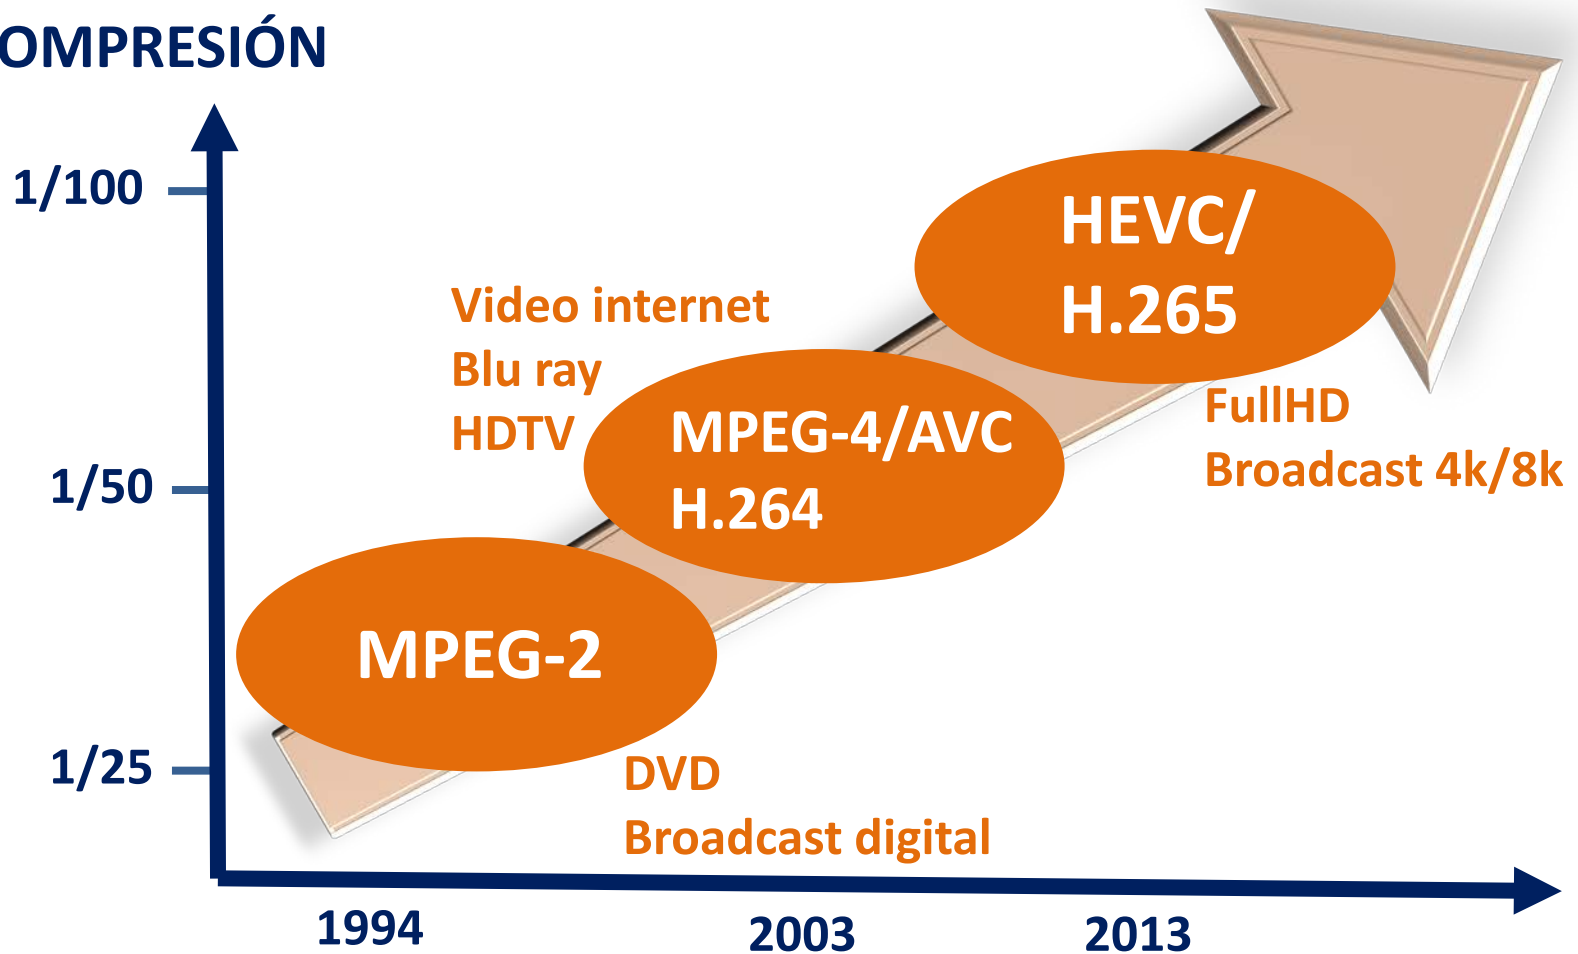 OMPRESIÓN
1/100
HEVC/
H.265
Video internet
Blu ray
HDTV
FullHD
Broadcast 4k/8k
MPEG-4/AVC
H.264
1/50
MPEG-2
1/25
DVD
Broadcast digital
1994
2003
2013